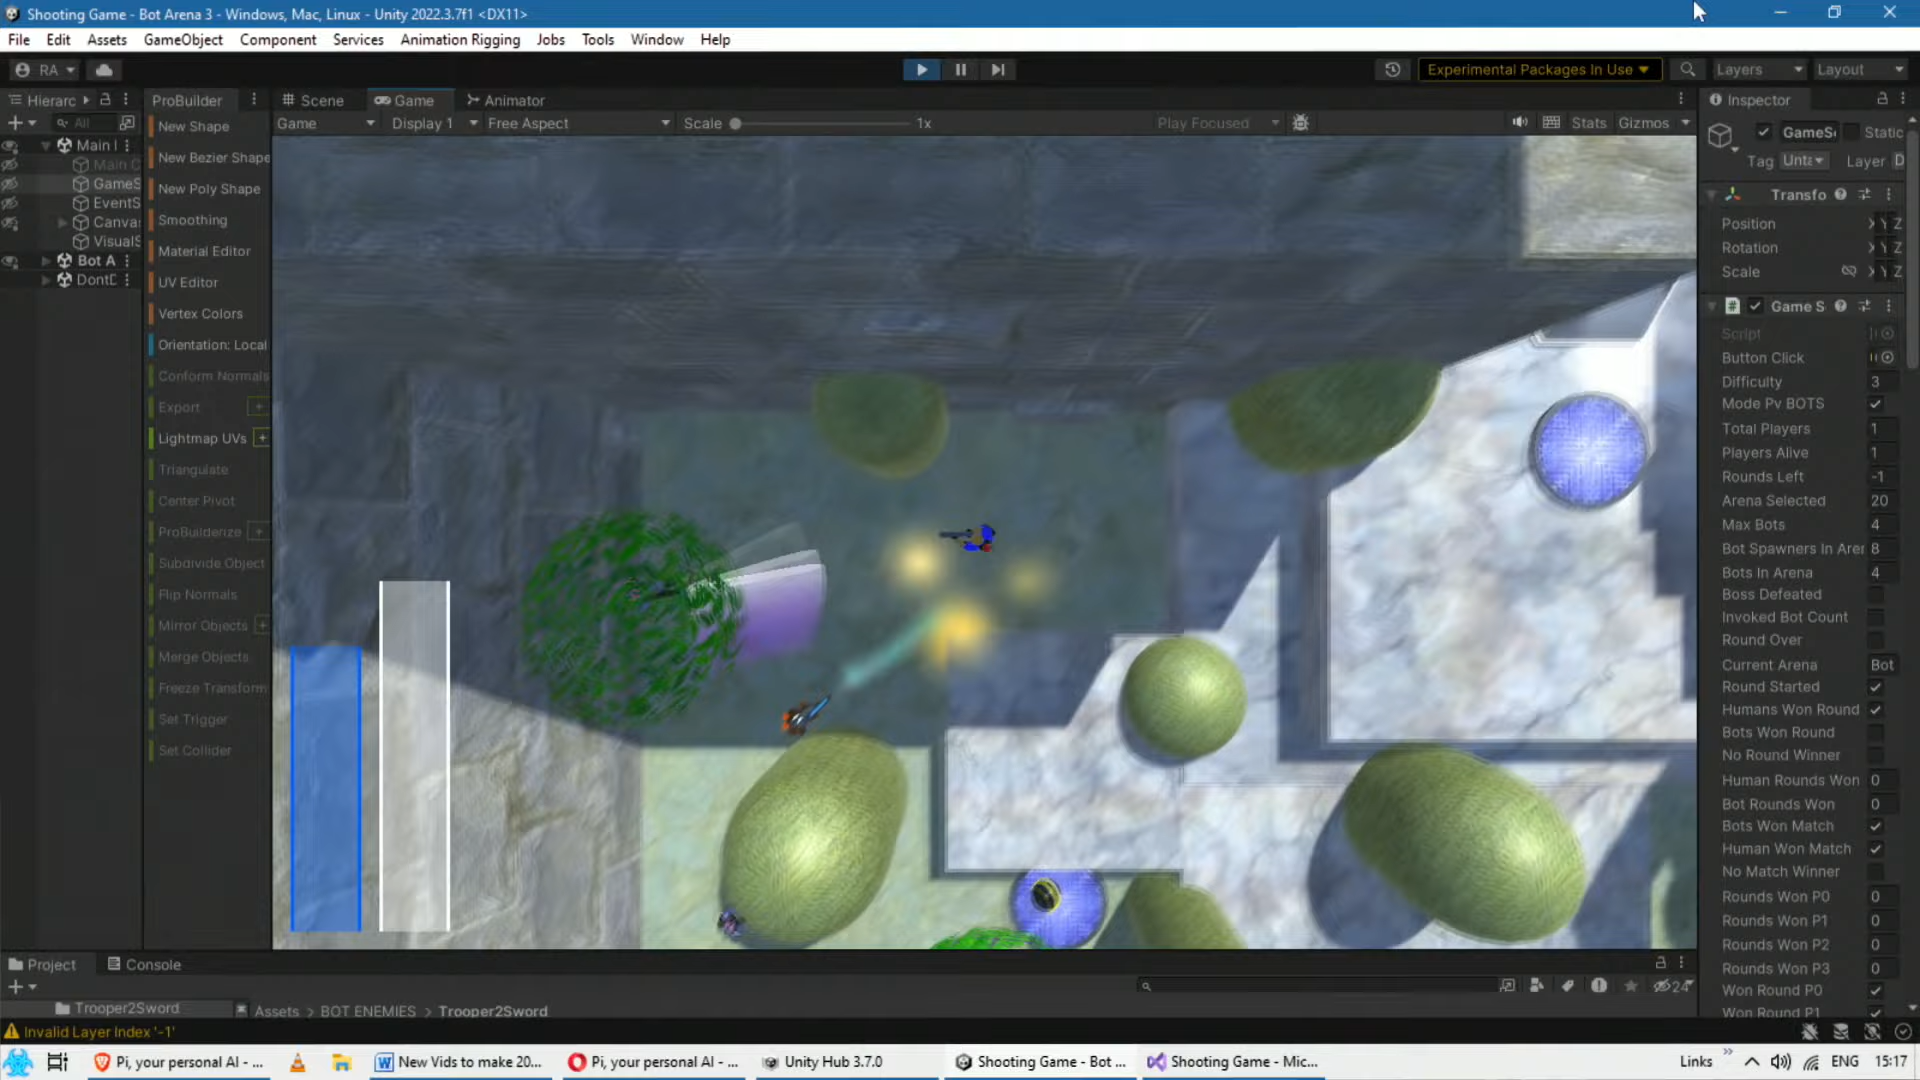 Shooting Game - Bot Arena 3 - Windows, Mac, Linux - Unity 2022.3.7f1 <DX11>
File Edit Assets GameObject Component Services Animation Rigging Jobs Tools Window Help
RA Experimental Packages In Use Layers Layout
Hierarc ProBuilder Scene Game Animator Inspector
All Game Display 1 Free Aspect Scale 1x Play Focused Stats Gizmos
GameS Static
Tag Unta Layer D
Main
Main C
GameS
EventS
Canva
VisualS
Bot A
DontD
New Shape
New Bezier Shape
New Poly Shape
Smoothing
Material Editor
UV Editor
Vertex Colors
Orientation: Local
Conform Normals
Export
Lightmap UVs
Triangulate
Center Pivot
ProBuilderize
Subdivide Object
Flip Normals
Mirror Objects
Merge Objects
Freeze Transform
Set Trigger
Set Collider
Transfo
Position X Y Z
Rotation X Y Z
Scale X Y Z
# Game S
Script
Button Click
Difficulty 3
Mode Pv BOTS
Total Players 1
Players Alive 1
Rounds Left -1
Arena Selected 20
Max Bots 4
Bot Spawners In Aren 8
Bots In Arena 4
Boss Defeated
Invoked Bot Count
Round Over
Current Arena Bot
Round Started
Humans Won Round
Bots Won Round
No Round Winner
Human Rounds Won 0
Bot Rounds Won 0
Bots Won Match
Human Won Match
No Match Winner
Rounds Won P0 0
Rounds Won P1 0
Rounds Won P2 0
Rounds Won P3 0
Won Round P0
Won Round P1
Project Console
24
Trooper2Sword Assets > BOT ENEMIES > Trooper2Sword
Invalid Layer Index '-1'
Pi, your personal AI - ... New Vids to make 20... Pi, your personal AI - ... Unity Hub 3.7.0 Shooting Game - Bot ... Shooting Game - Mic... Links ENG 15:17